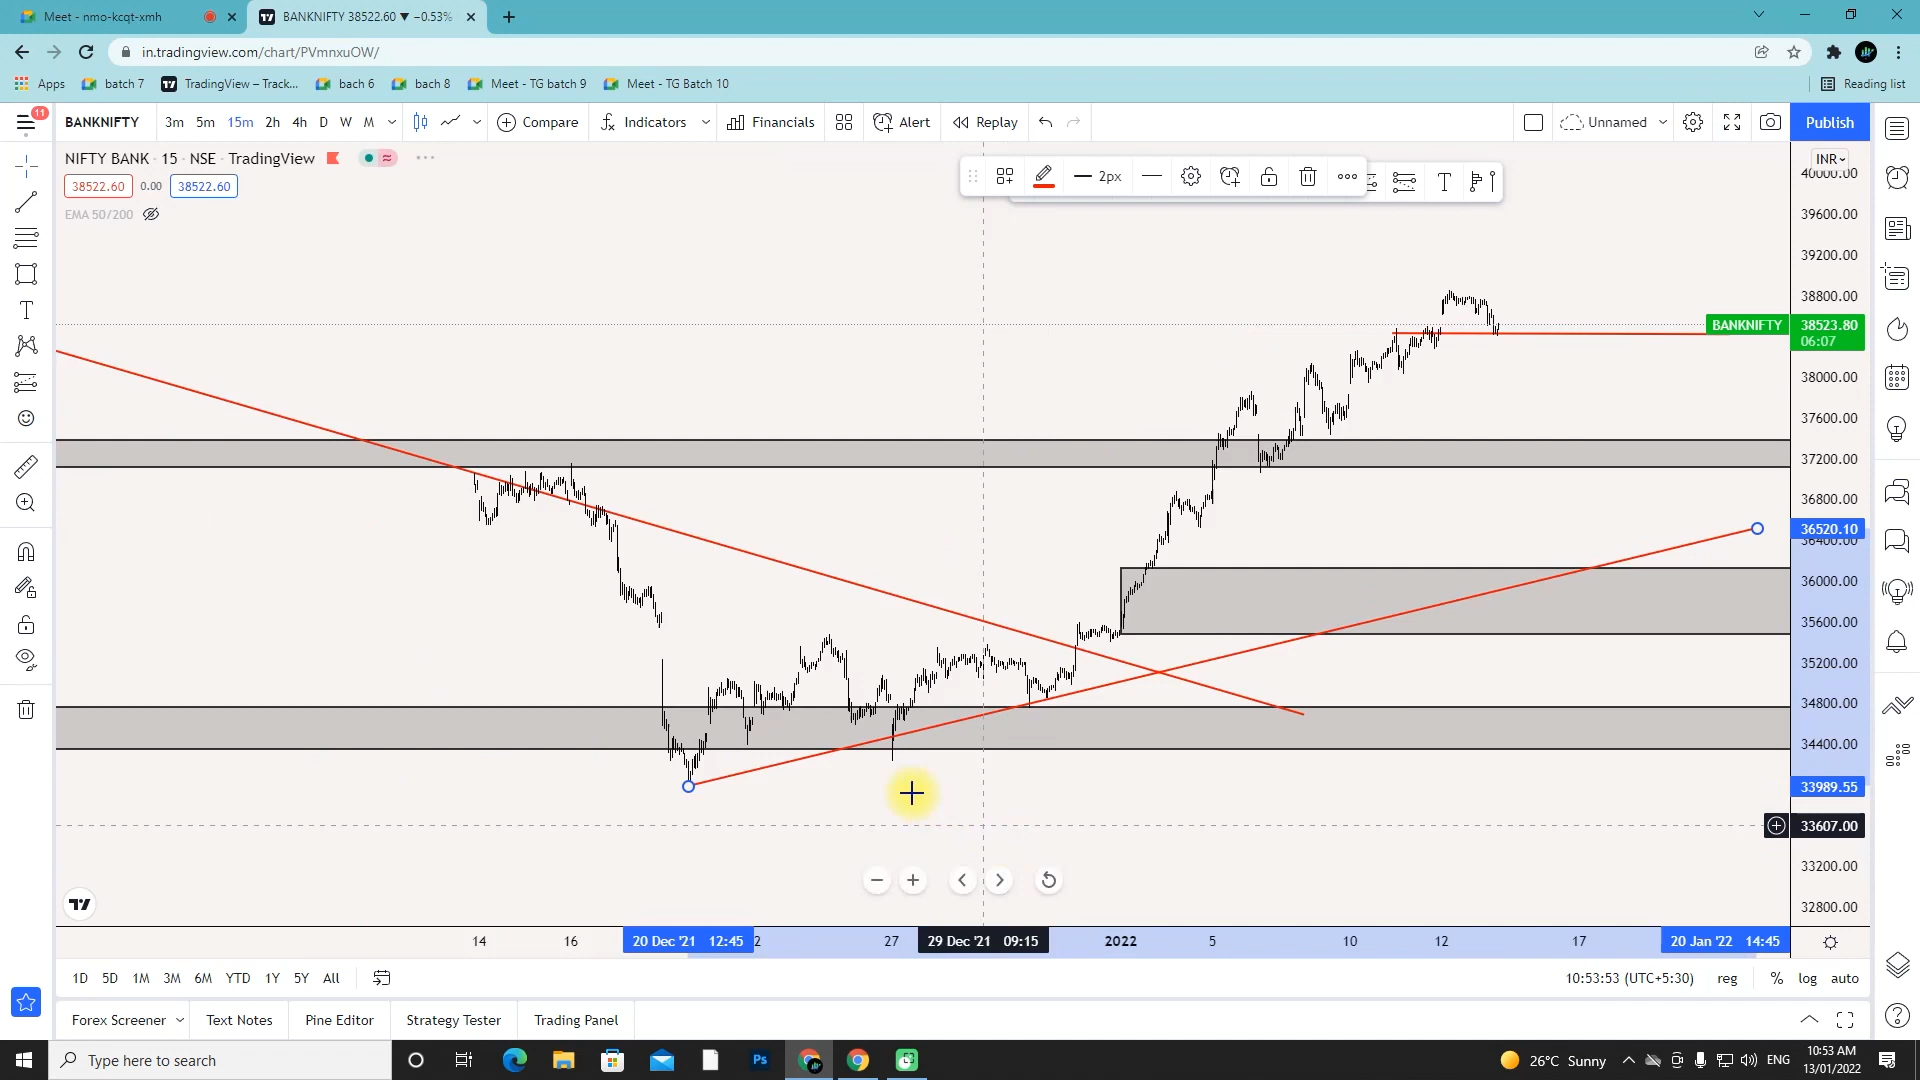 Meet - nmo-kcqt-xmh
BANKNIFTY 38522.60 ▼ −0.53%
in.tradingview.com/chart/PVmnxuOW/
Apps
batch 7
TradingView – Track...
bach 6
bach 8
Meet - TG batch 9
Meet - TG Batch 10
Reading list
11
BANKNIFTY
3m 5m 15m 2h 4h D W M
Compare
Indicators
Financials
Alert
Replay
Unnamed
Publish
NIFTY BANK · 15 · NSE · TradingView
38522.60 0.00 38522.60
EMA 50/200
2px
INR
40000.00
39600.00
39200.00
38800.00
BANKNIFTY 38523.80
06:07
38000.00
37600.00
37200.00
36800.00
36520.10
36400.00
36000.00
35600.00
35200.00
34800.00
34400.00
33989.55
33607.00
33200.00
32800.00
14 16 20 Dec '21 12:45 2 27 29 Dec '21 09:15 2022 5 10 12 17 20 Jan '22 14:45
1D 5D 1M 3M 6M YTD 1Y 5Y All
10:53:53 (UTC+5:30) reg % log auto
Forex Screener Text Notes Pine Editor Strategy Tester Trading Panel
Type here to search
Ps
26°C Sunny
ENG
10:53 AM
13/01/2022